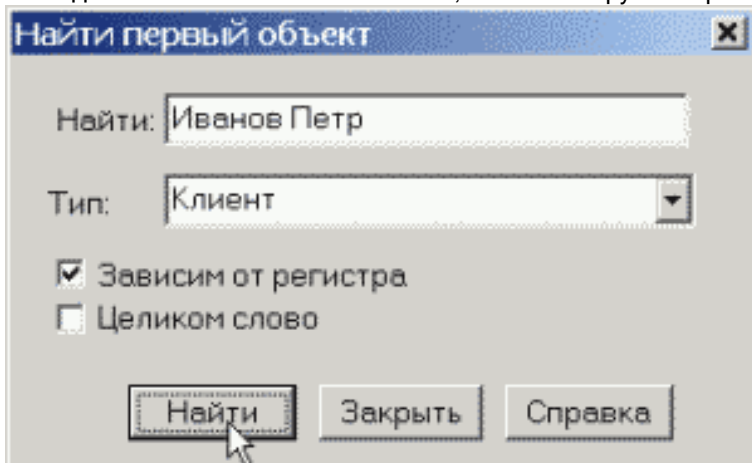 Найти первый объект
Найти: Иванов Петр
Тип: Клиент
Зависим от регистра
Целиком слово
Найти Закрыть Справка